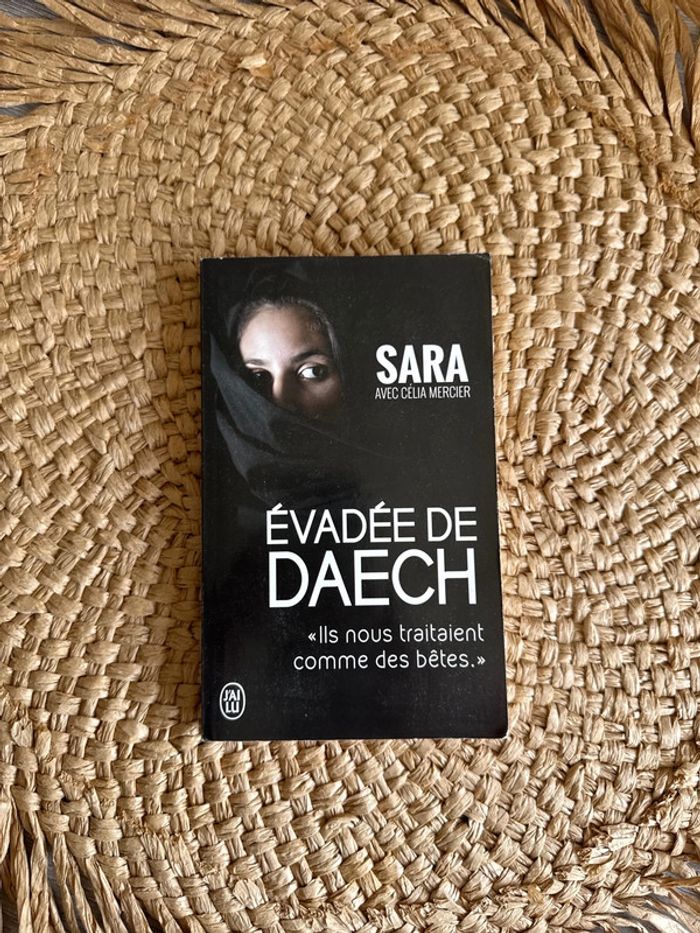 SARA
AVEC CÉLIA MERCIER
ÉVADÉE DE
DAECH
«Ils nous traitaient
comme des bêtes.»
J'AI
LU